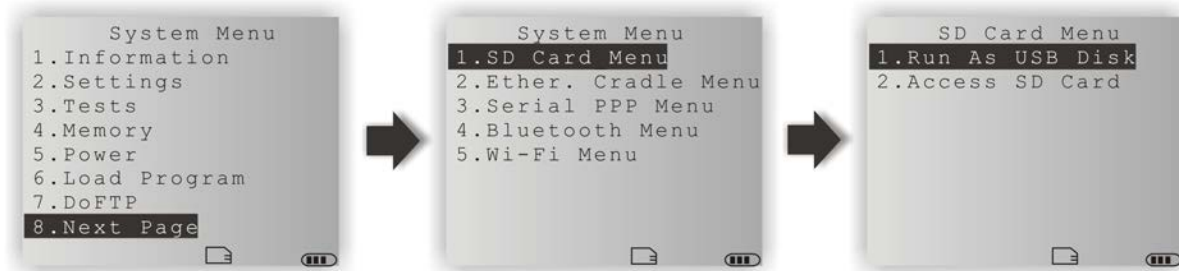 System Menu
1.Information
2.Settings
3.Tests
4.Memory
5.Power
6.Load Program
7.DoFTP
8.Next Page
System Menu
1.SD Card Menu
2.Ether. Cradle Menu
3.Serial PPP Menu
4.Bluetooth Menu
5.Wi-Fi Menu
SD Card Menu
1.Run As USB Disk
2.Access SD Card